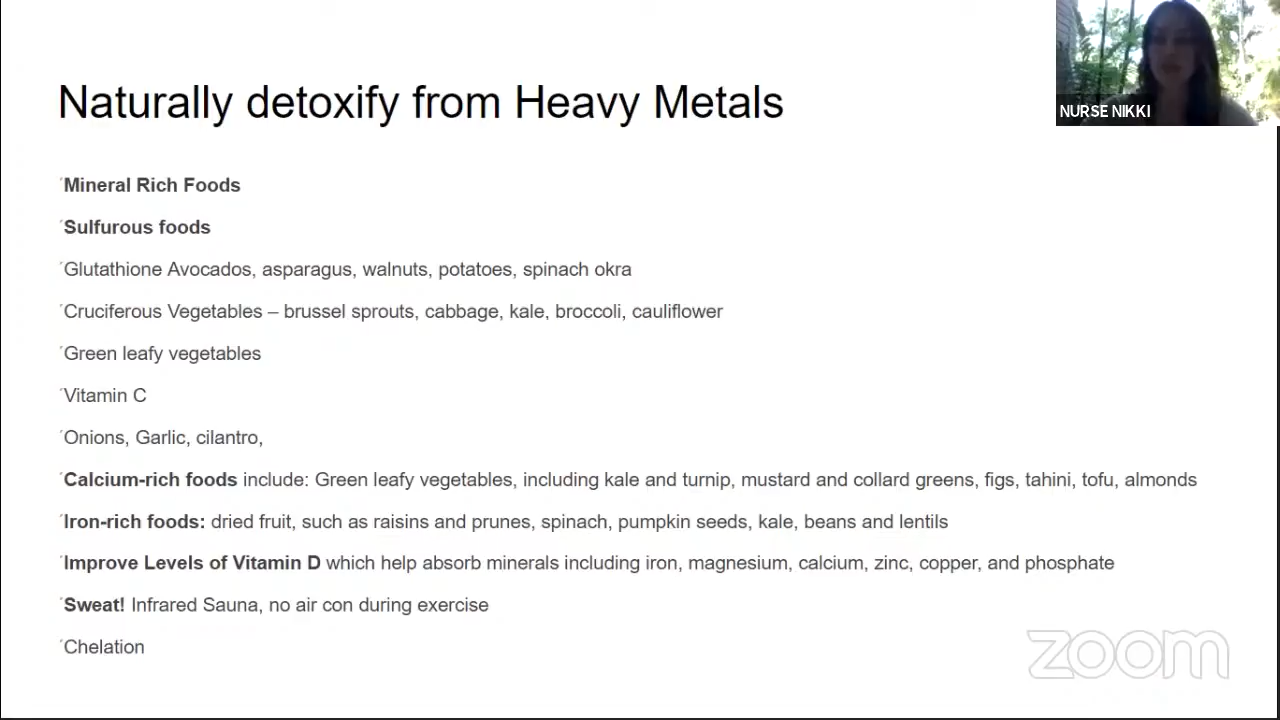 Naturally detoxify from Heavy Metals
NURSE NIKKI
Mineral Rich Foods
Sulfurous foods
Glutathione Avocados, asparagus, walnuts, potatoes, spinach okra
Cruciferous Vegetables – brussel sprouts, cabbage, kale, broccoli, cauliflower
Green leafy vegetables
Vitamin C
Onions, Garlic, cilantro,
Calcium-rich foods include: Green leafy vegetables, including kale and turnip, mustard and collard greens, figs, tahini, tofu, almonds
Iron-rich foods: dried fruit, such as raisins and prunes, spinach, pumpkin seeds, kale, beans and lentils
Improve Levels of Vitamin D which help absorb minerals including iron, magnesium, calcium, zinc, copper, and phosphate
Sweat! Infrared Sauna, no air con during exercise
Chelation
zoom